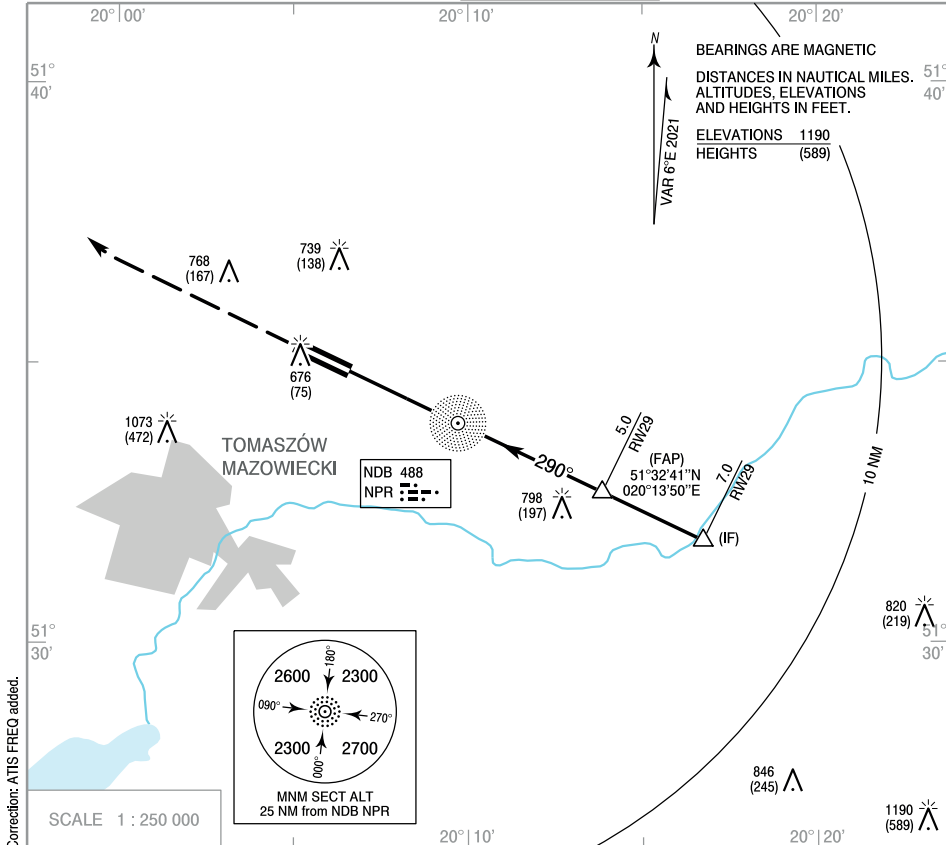 20° 00'
20° 10'
20° 20'
51°
40'
51°
40'
N
VAR 6°E 2021
BEARINGS ARE MAGNETIC
DISTANCES IN NAUTICAL MILES.
ALTITUDES, ELEVATIONS
AND HEIGHTS IN FEET.
ELEVATIONS 1190
HEIGHTS (589)
768
(167)
739
(138)
676
(75)
1073
(472)
TOMASZÓW
MAZOWIECKI
NDB 488
NPR
290°
5.0
RW29
(FAP)
51°32'41"N
020°13'50"E
7.0
RW29
(IF)
798
(197)
10 NM
820
(219)
51°
30'
51°
30'
2600
2300
2300
2700
180°
090°
270°
000°
MNM SECT ALT
25 NM from NDB NPR
846
(245)
1190
(589)
Correction: ATIS FREQ added.
SCALE 1 : 250 000
20° 10'
20° 20'